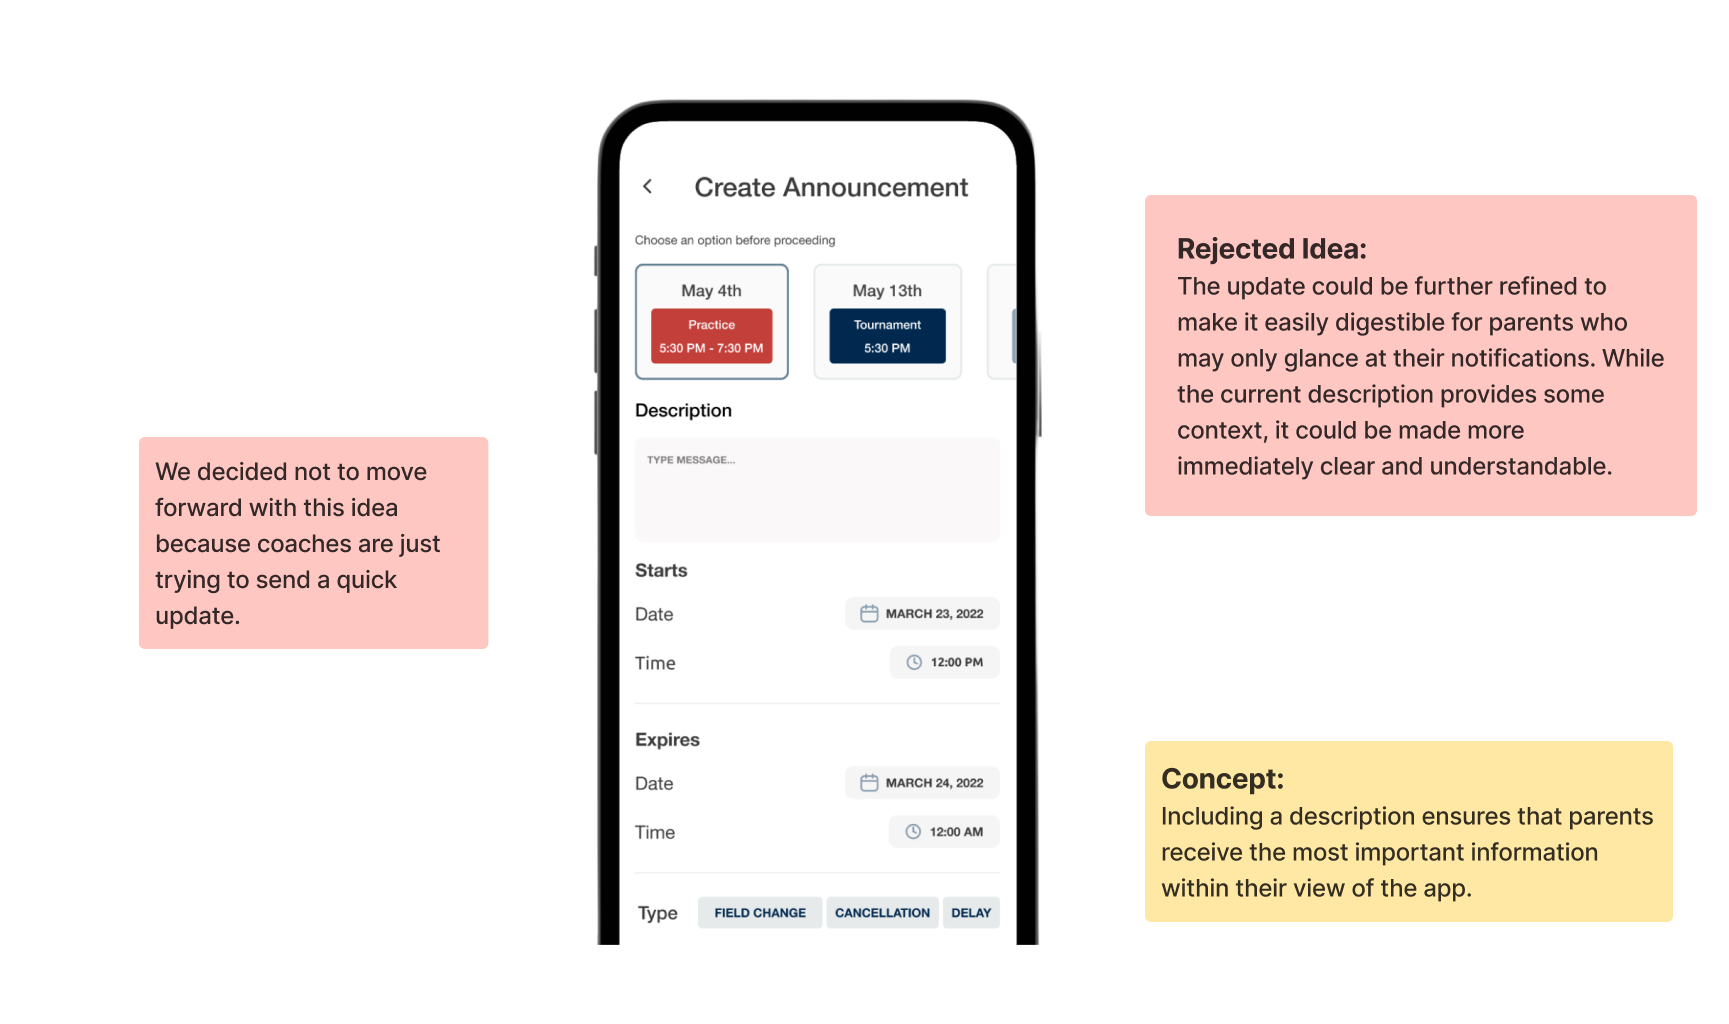 We decided not to move
forward with this idea
because coaches are just
trying to send a quick
update.
Create Announcement
Choose an option before proceeding
May 4th
Practice
5:30 PM - 7:30 PM
May 13th
Tournament
5:30 PM
Description
TYPE MESSAGE...
Starts
Date
MARCH 23, 2022
Time
12:00 PM
Expires
Date
MARCH 24, 2022
Time
12:00 AM
Type
FIELD CHANGE
CANCELLATION
DELAY
Rejected Idea:
The update could be further refined to
make it easily digestible for parents who
may only glance at their notifications. While
the current description provides some
context, it could be made more
immediately clear and understandable.
Concept:
Including a description ensures that parents
receive the most important information
within their view of the app.